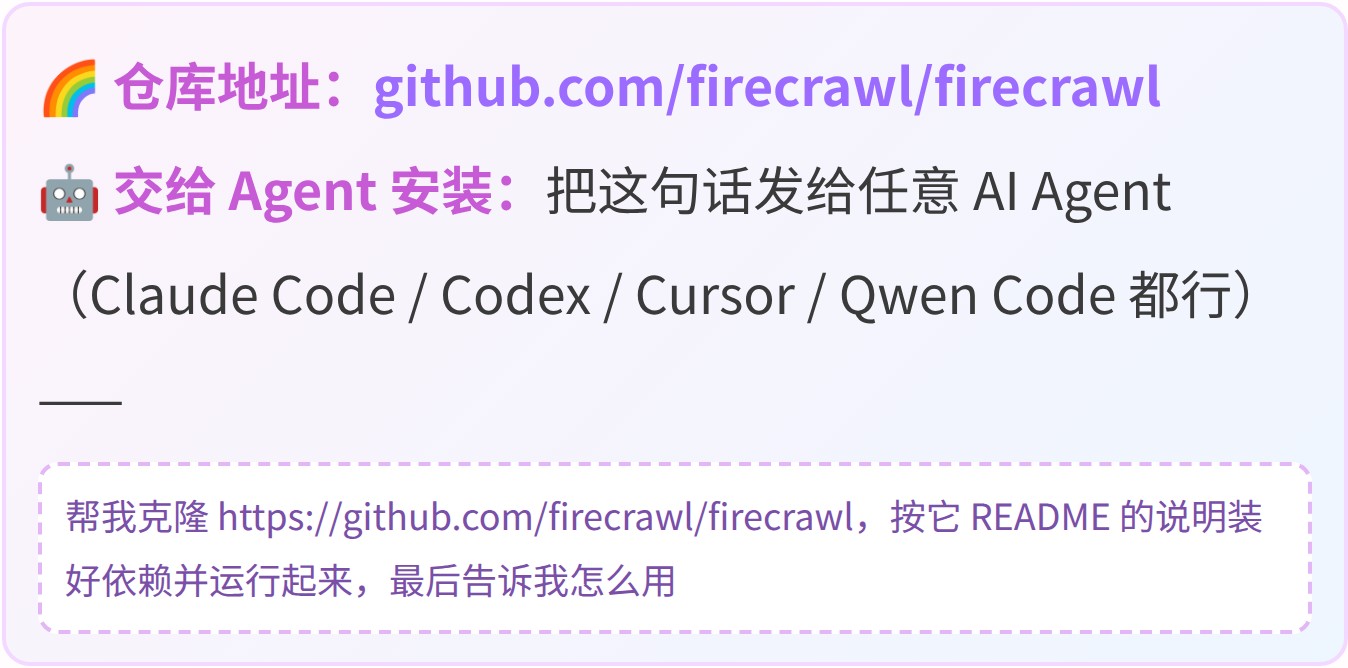 🌈 仓库地址：github.com/firecrawl/firecrawl
🤖 交给 Agent 安装：把这句话发给任意 AI Agent
（Claude Code / Codex / Cursor / Qwen Code 都行）
——
帮我克隆 https://github.com/firecrawl/firecrawl，按它 README 的说明装
好依赖并运行起来，最后告诉我怎么用